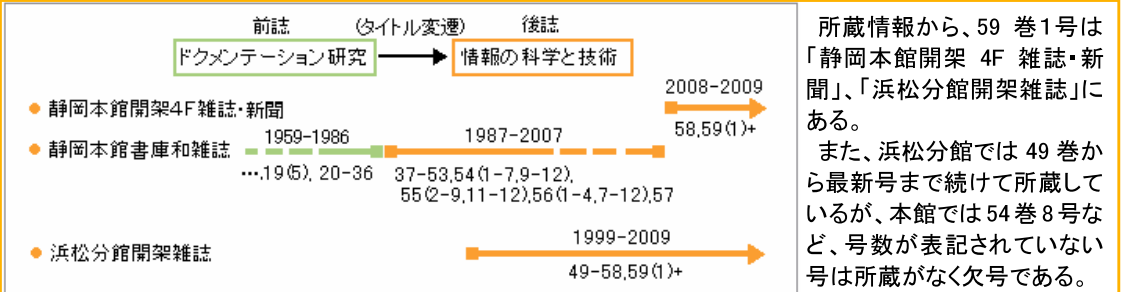 前誌 (タイトル変遷) 後誌
ドクメンテーション研究 情報の科学と技術
2008-2009
● 静岡本館開架4F雑誌・新聞
58,59(1)+
1959-1986 1987-2007
● 静岡本館書庫和雑誌
….19(5), 20-36 37-53,54(1-7,9-12),
55(2-9,11-12),56(1-4,7-12),57
1999-2009
● 浜松分館開架雑誌
49-58,59(1)+
所蔵情報から、59 巻1号は
「静岡本館開架 4F 雑誌・新
聞」、「浜松分館開架雑誌」に
ある。
また、浜松分館では 49 巻か
ら最新号まで続けて所蔵して
いるが、本館では 54 巻 8 号な
ど、号数が表記されていない
号は所蔵がなく欠号である。